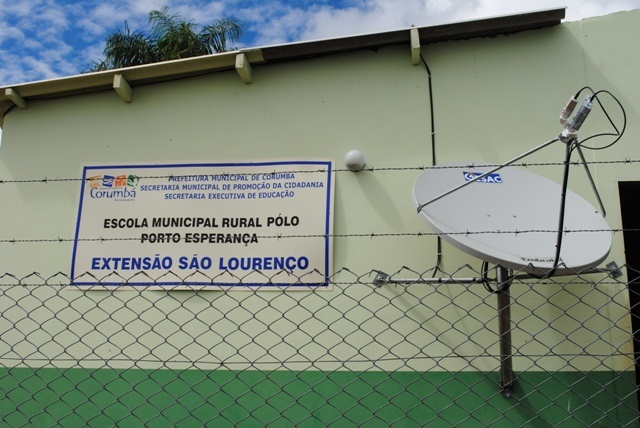 Corumbá
PREFEITURA MUNICIPAL DE CORUMBÁ
SECRETARIA MUNICIPAL DE PROMOÇÃO DA CIDADANIA
SECRETARIA EXECUTIVA DE EDUCAÇÃO
ESCOLA MUNICIPAL RURAL PÓLO
PORTO ESPERANÇA
EXTENSÃO SÃO LOURENÇO
GESAC